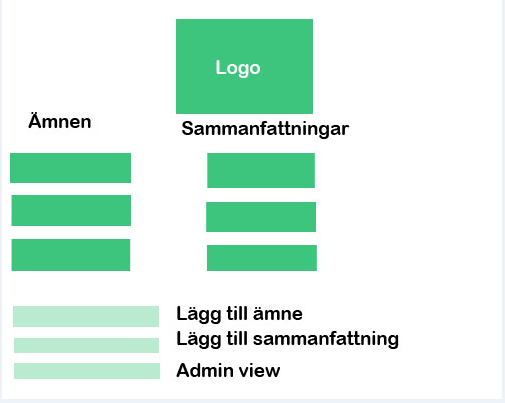 Logo
Ämnen
Sammanfattningar
Lägg till ämne
Lägg till sammanfattning
Admin view